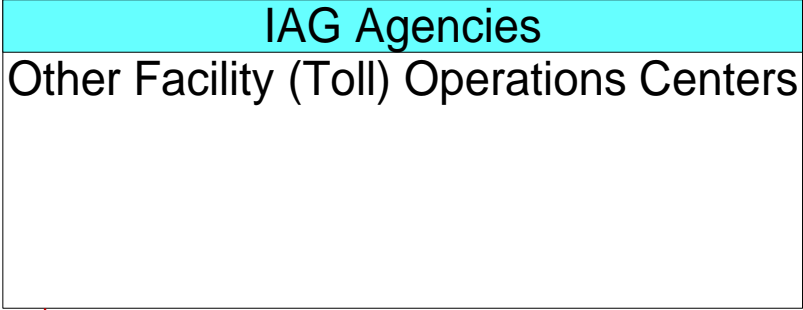 IAG Agencies
Other Facility (Toll) Operations Centers